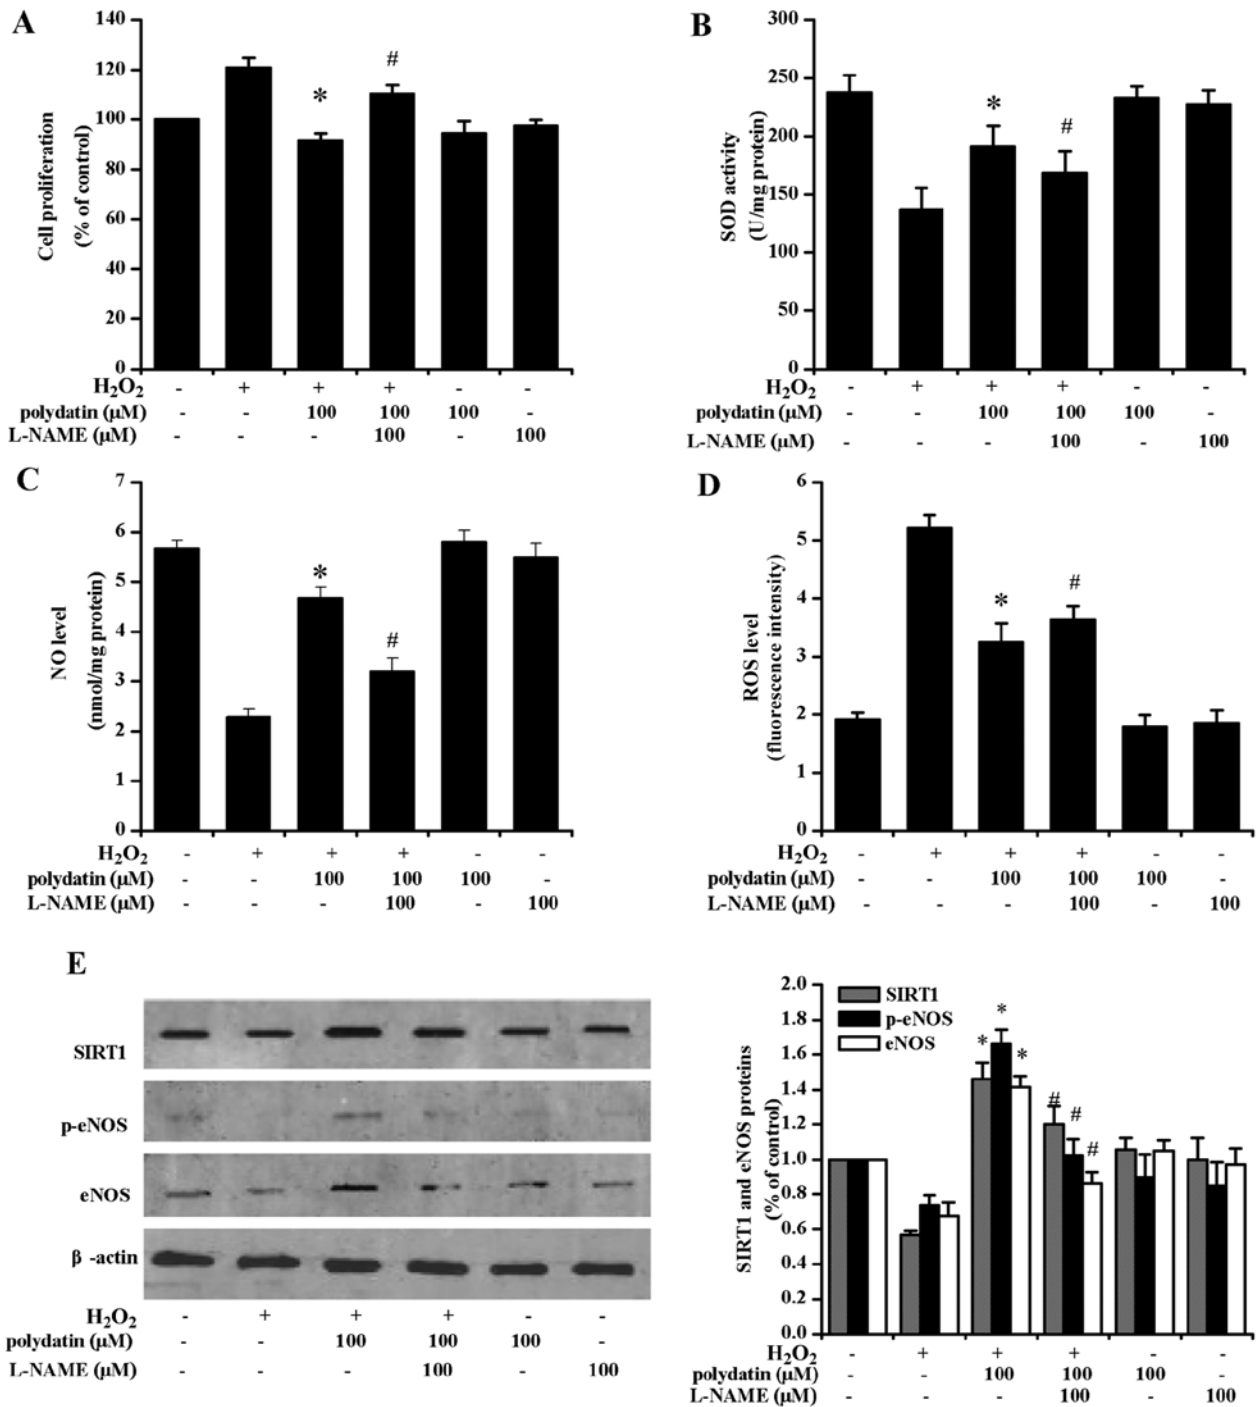 A
140
120
100
80
60
40
20
0
Cell proliferation
(% of control)
*
#
H₂O₂ - + + + - -
polydatin (μM) - - 100 100 100 -
L-NAME (μM) - - - 100 - 100
B
300
250
200
150
100
50
0
SOD activity
(U/mg protein)
*
#
H₂O₂ - + + + - -
polydatin (μM) - - 100 100 100 -
L-NAME (μM) - - - 100 - 100
C
7
6
5
4
3
2
1
0
NO level
(nmol/mg protein)
*
#
H₂O₂ - + + + - -
polydatin (μM) - - 100 100 100 -
L-NAME (μM) - - - 100 - 100
D
6
5
4
3
2
1
0
ROS level
(fluorescence intensity)
*
#
H₂O₂ - + + + - -
polydatin (μM) - - 100 100 100 -
L-NAME (μM) - - - 100 - 100
E
SIRT1
p-eNOS
eNOS
β -actin
H₂O₂ - + + + - -
polydatin (μM) - - 100 100 100 -
L-NAME (μM) - - - 100 - 100
2.0
1.8
1.6
1.4
1.2
1.0
0.8
0.6
0.4
0.2
0.0
SIRT1 and eNOS proteins
(% of control)
SIRT1
p-eNOS
eNOS
* * *
# # #
H₂O₂ - + + + - -
polydatin (μM) - - 100 100 100 -
L-NAME (μM) - - - 100 - 100